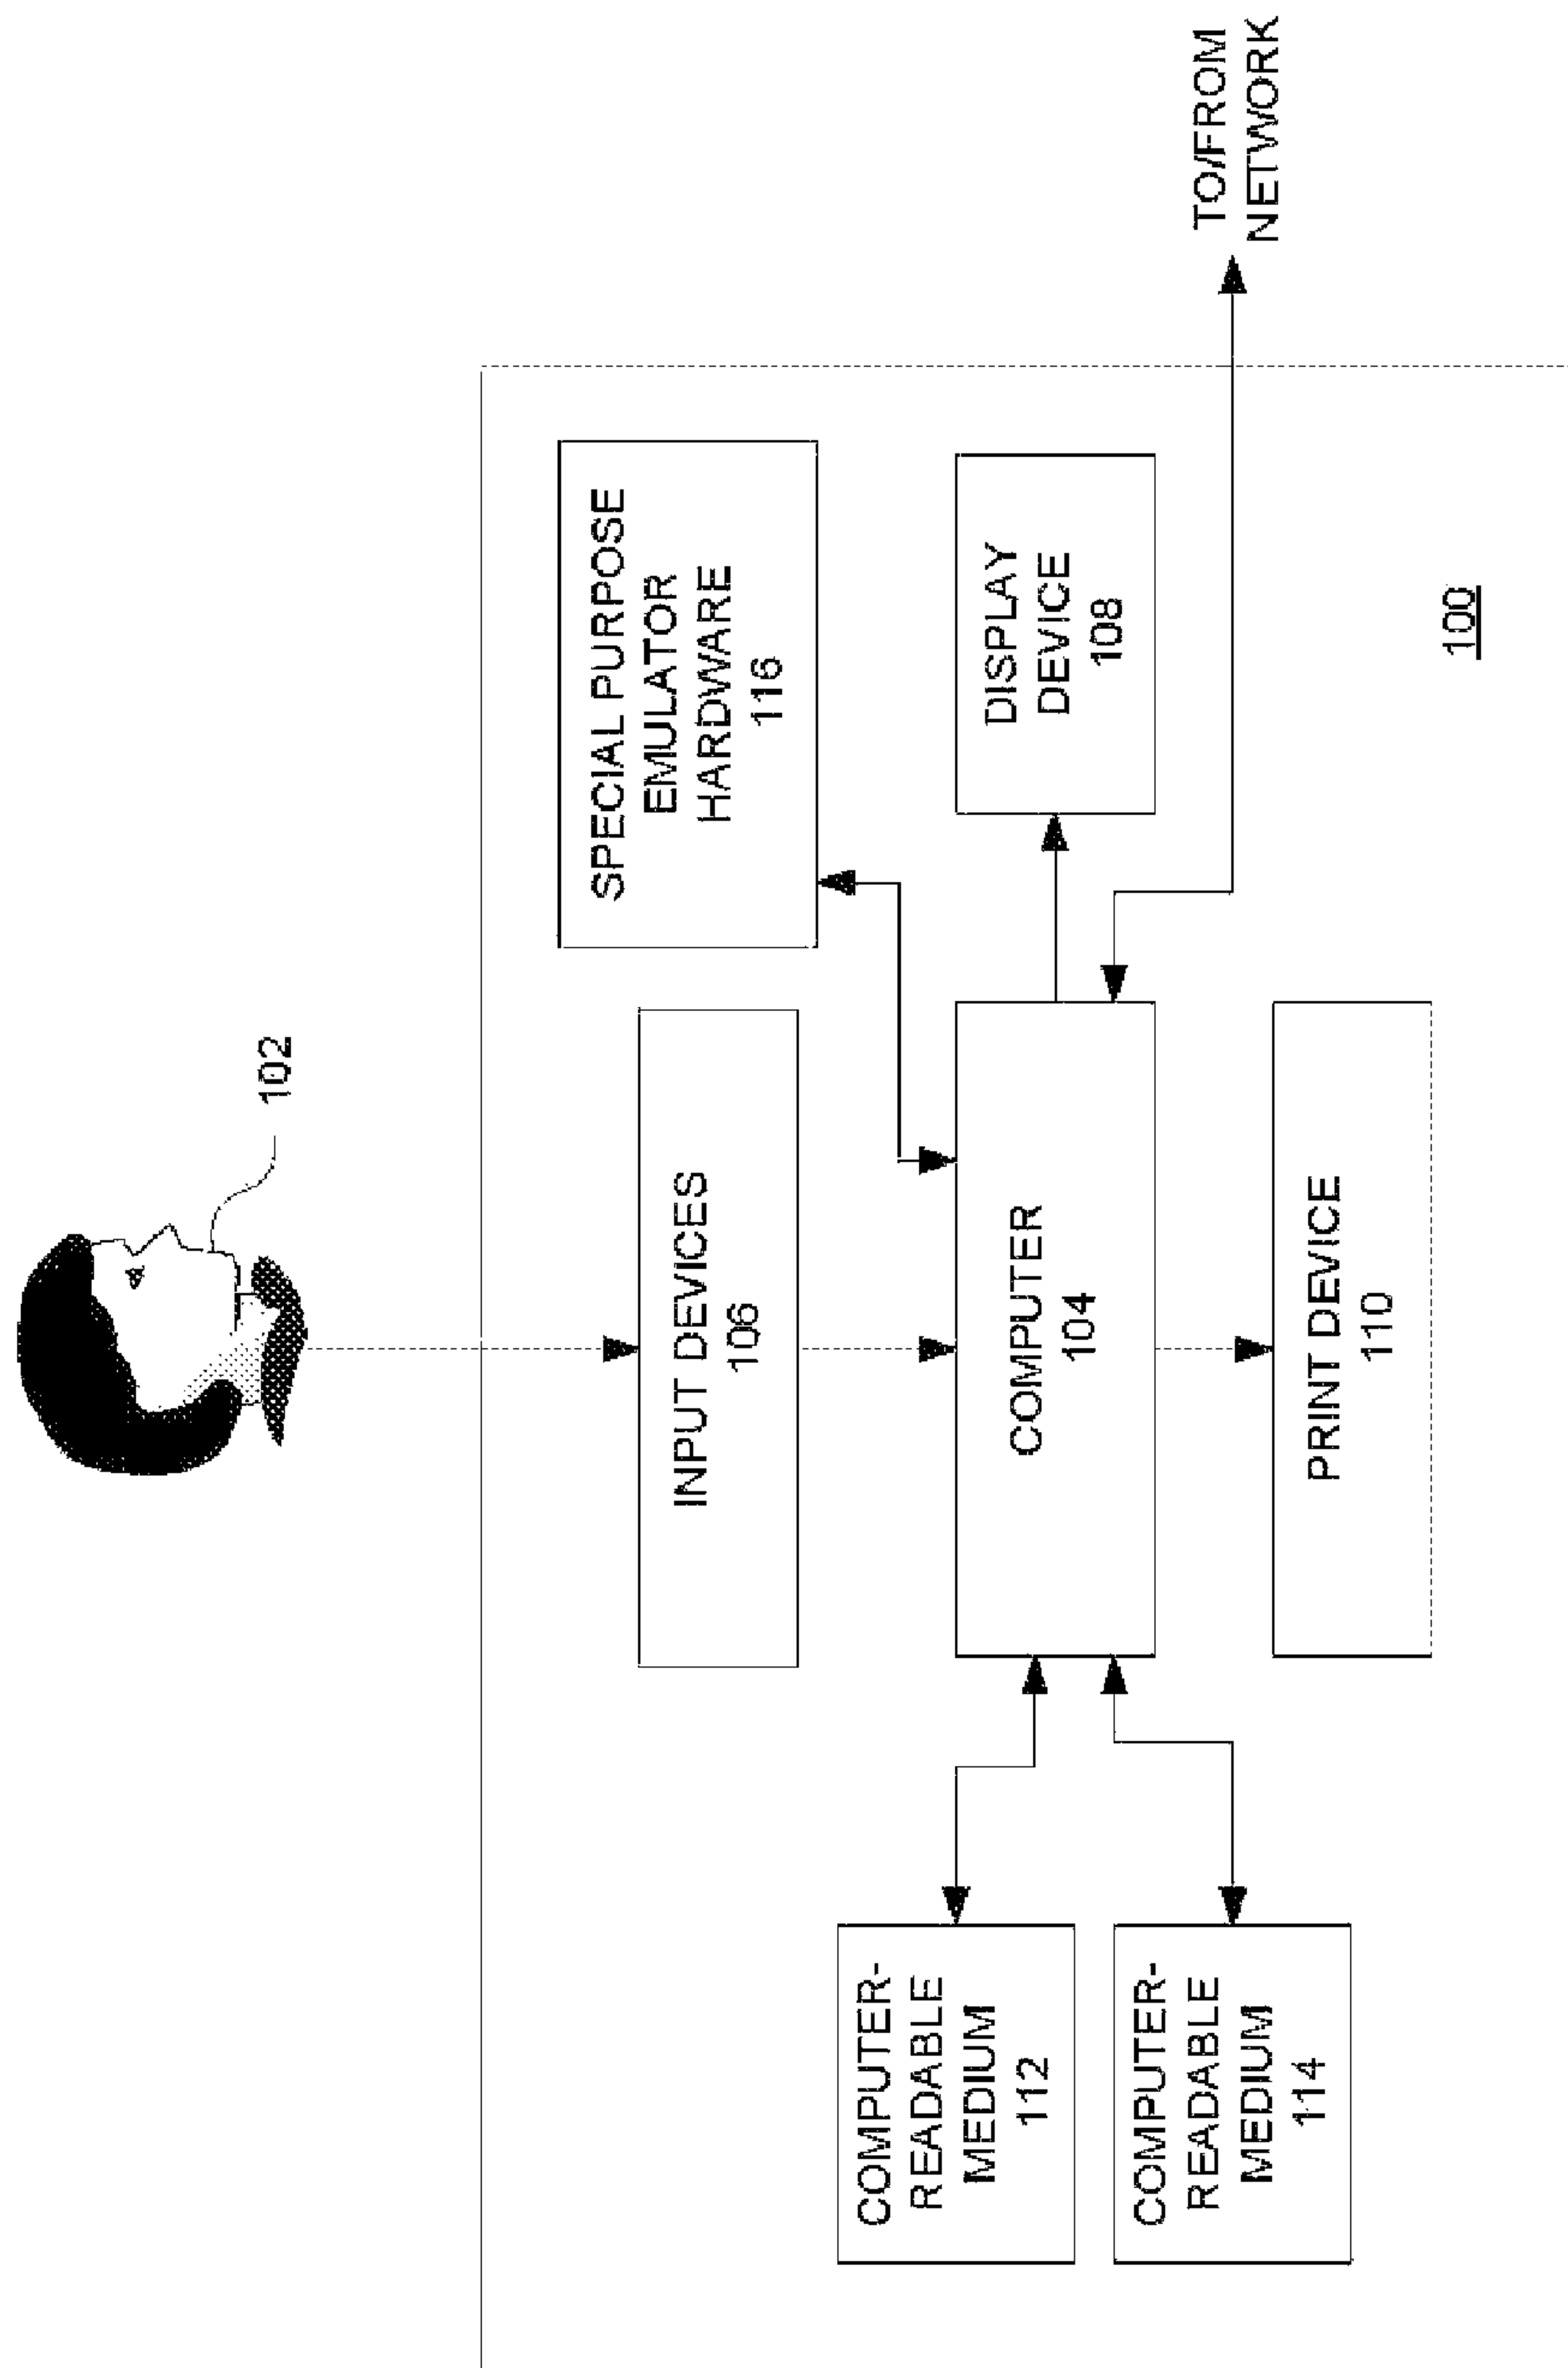 102
INPUT DEVICES
106
SPECIAL PURPOSE
EMULATOR
HARDWARE
116
COMPUTER-
READABLE
MEDIUM
112
COMPUTER
104
DISPLAY
DEVICE
108
COMPUTER-
READABLE
MEDIUM
114
TO/FROM
NETWORK
PRINT DEVICE
110
100